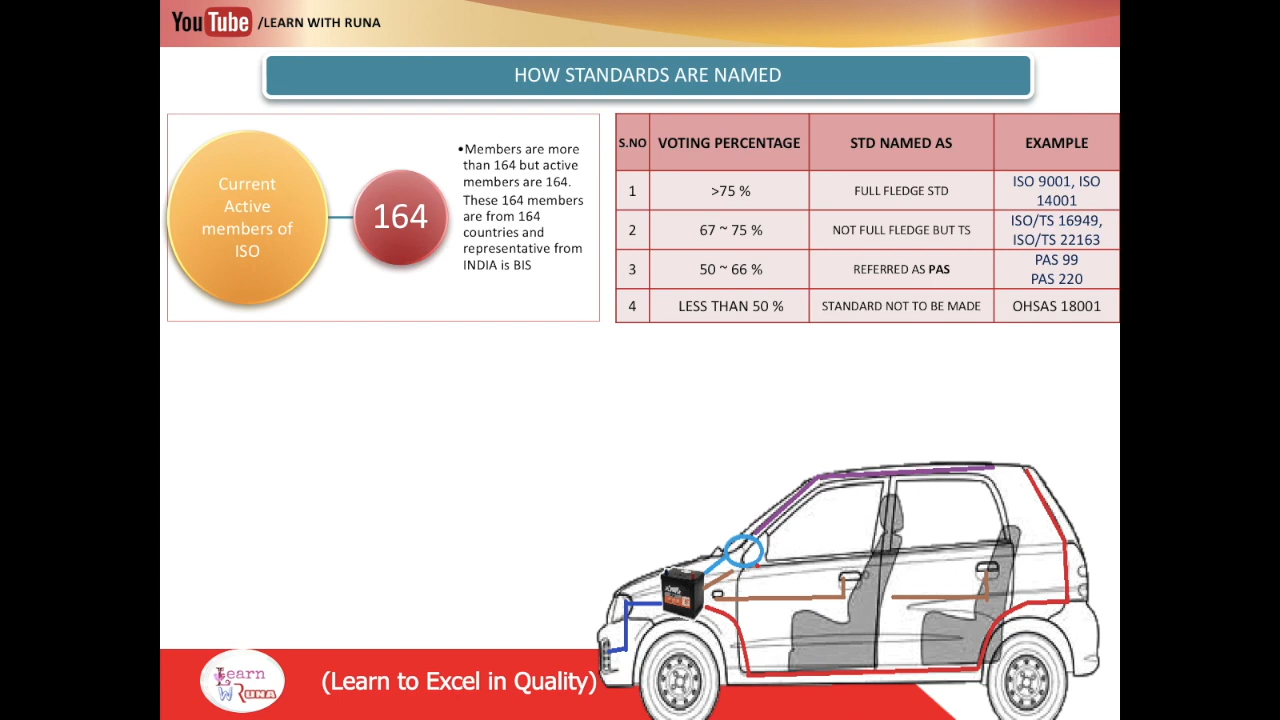 YouTube /LEARN WITH RUNA
HOW STANDARDS ARE NAMED
Current
Active
members of
ISO
164
•Members are more
than 164 but active
members are 164.
These 164 members
are from 164
countries and
representative from
INDIA is BIS
S.NO VOTING PERCENTAGE STD NAMED AS EXAMPLE
1 >75 % FULL FLEDGE STD ISO 9001, ISO
14001
2 67 ~ 75 % NOT FULL FLEDGE BUT TS ISO/TS 16949,
ISO/TS 22163
3 50 ~ 66 % REFERRED AS PAS PAS 99
PAS 220
4 LESS THAN 50 % STANDARD NOT TO BE MADE OHSAS 18001
Learn
W RUNA
(Learn to Excel in Quality)